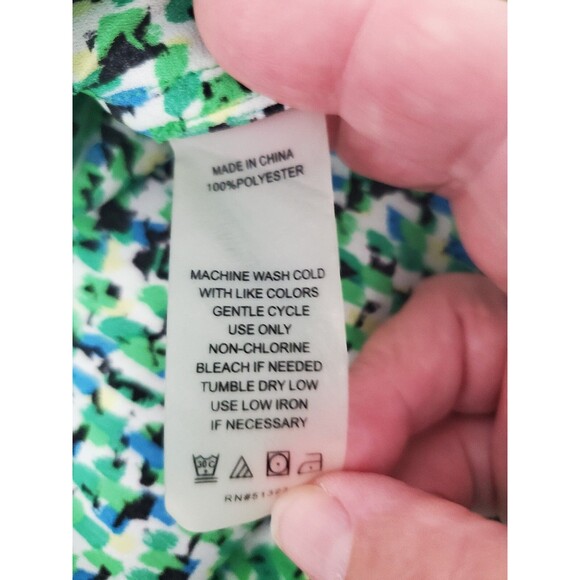 MADE IN CHINA
100%POLYESTER
MACHINE WASH COLD
WITH LIKE COLORS
GENTLE CYCLE
USE ONLY
NON-CHLORINE
BLEACH IF NEEDED
TUMBLE DRY LOW
USE LOW IRON
IF NECESSARY
30 C